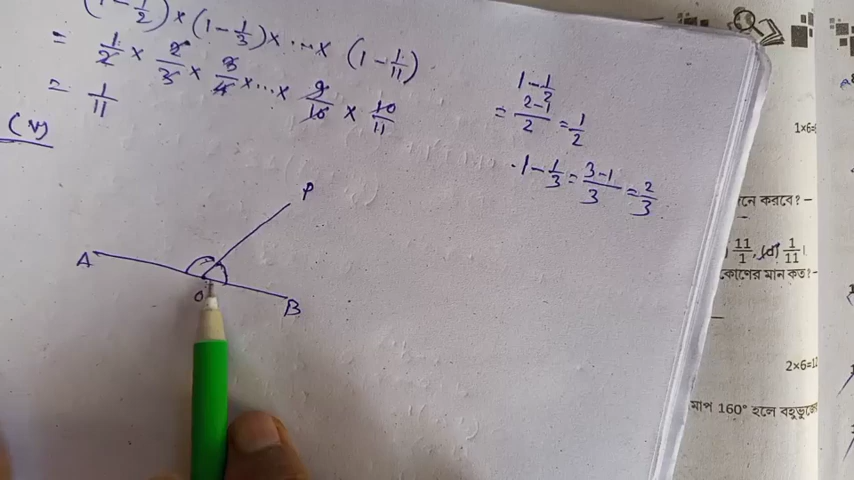 (1-1/2)×(1-1/3)×...×(1-1/11)
= 1/2 × 2/3 × 3/4 ×...× 9/10 × 10/11
= 1/11
1-1/2
= 2-1/2 = 1/2
·1-1/3 = 3-1/3 = 2/3
(v)
P
A
O
B
1×6=
করবে? –
11/1, (d) 1/11।
কোণের মান কত? –
2×6=12
মাপ 160° হলে বহুভুজের